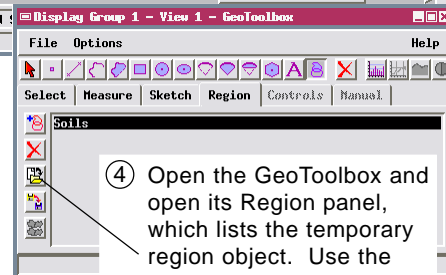 Display Group 1 - View 1 - GeoToolbox
File Options Help
A
Select Measure Sketch Region Controls Manual
Soils
4 Open the GeoToolbox and
open its Region panel,
which lists the temporary
region object. Use the